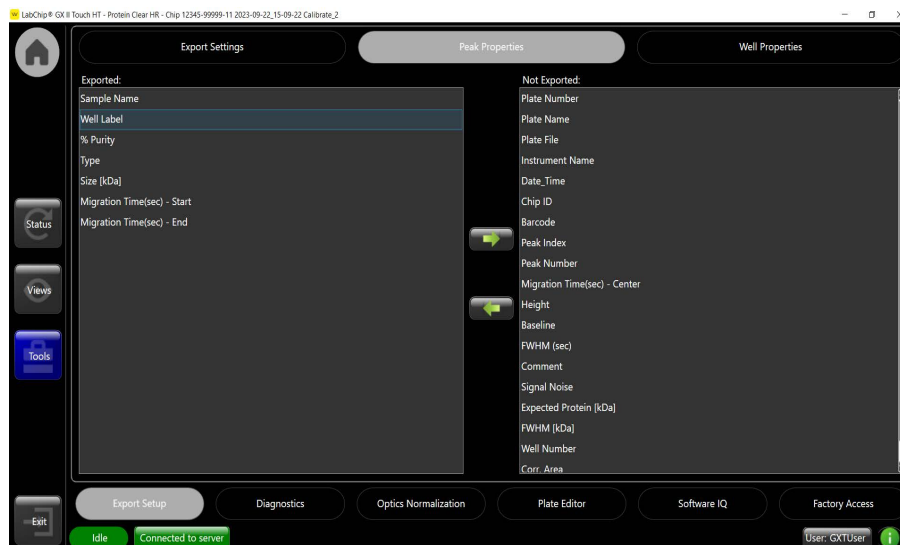 LabChip® GX II Touch HT - Protein Clear HR - Chip 12345-99999-11 2023-09-22_15-09-22 Calibrate_2
Export Settings
Peak Properties
Well Properties
Exported:
Sample Name
Well Label
% Purity
Type
Size [kDa]
Migration Time(sec) - Start
Migration Time(sec) - End
Not Exported:
Plate Number
Plate Name
Plate File
Instrument Name
Date_Time
Chip ID
Barcode
Peak Index
Peak Number
Migration Time(sec) - Center
Height
Baseline
FWHM (sec)
Comment
Signal Noise
Expected Protein [kDa]
FWHM [kDa]
Well Number
Corr. Area
Status
Views
Tools
Exit
Export Setup
Diagnostics
Optics Normalization
Plate Editor
Software IQ
Factory Access
Idle
Connected to server
User: GXTUser